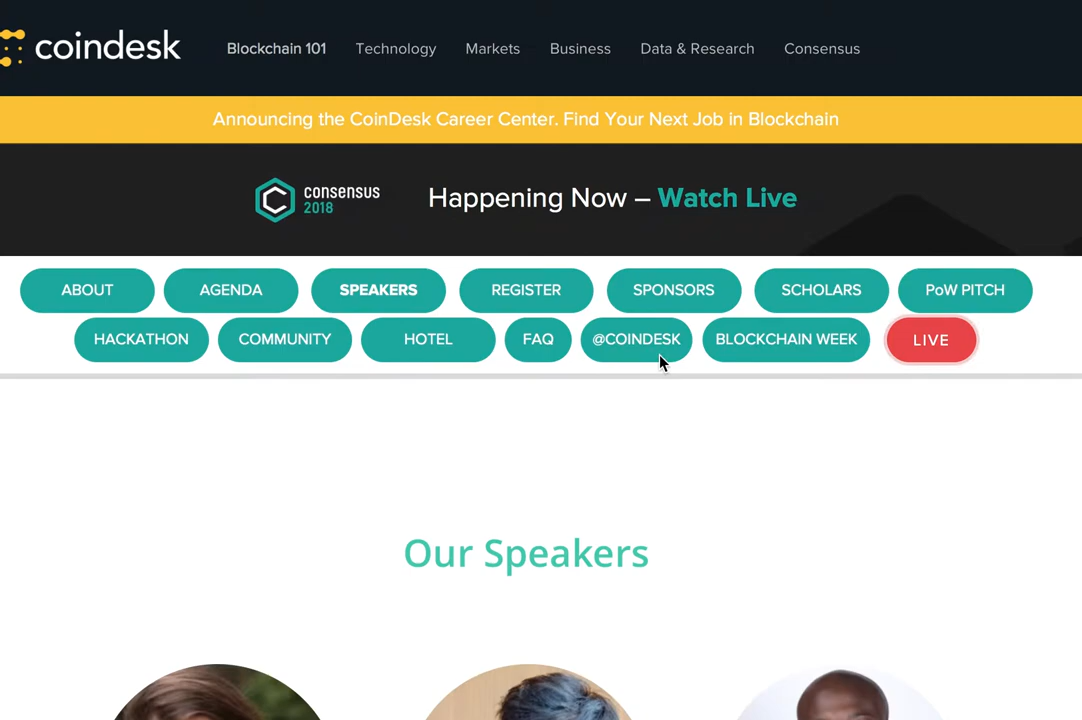 coindesk Blockchain 101 Technology Markets Business Data & Research Consensus
Announcing the CoinDesk Career Center. Find Your Next Job in Blockchain
consensus
2018
Happening Now – Watch Live
ABOUT AGENDA SPEAKERS REGISTER SPONSORS SCHOLARS PoW PITCH
HACKATHON COMMUNITY HOTEL FAQ @COINDESK BLOCKCHAIN WEEK LIVE
Our Speakers